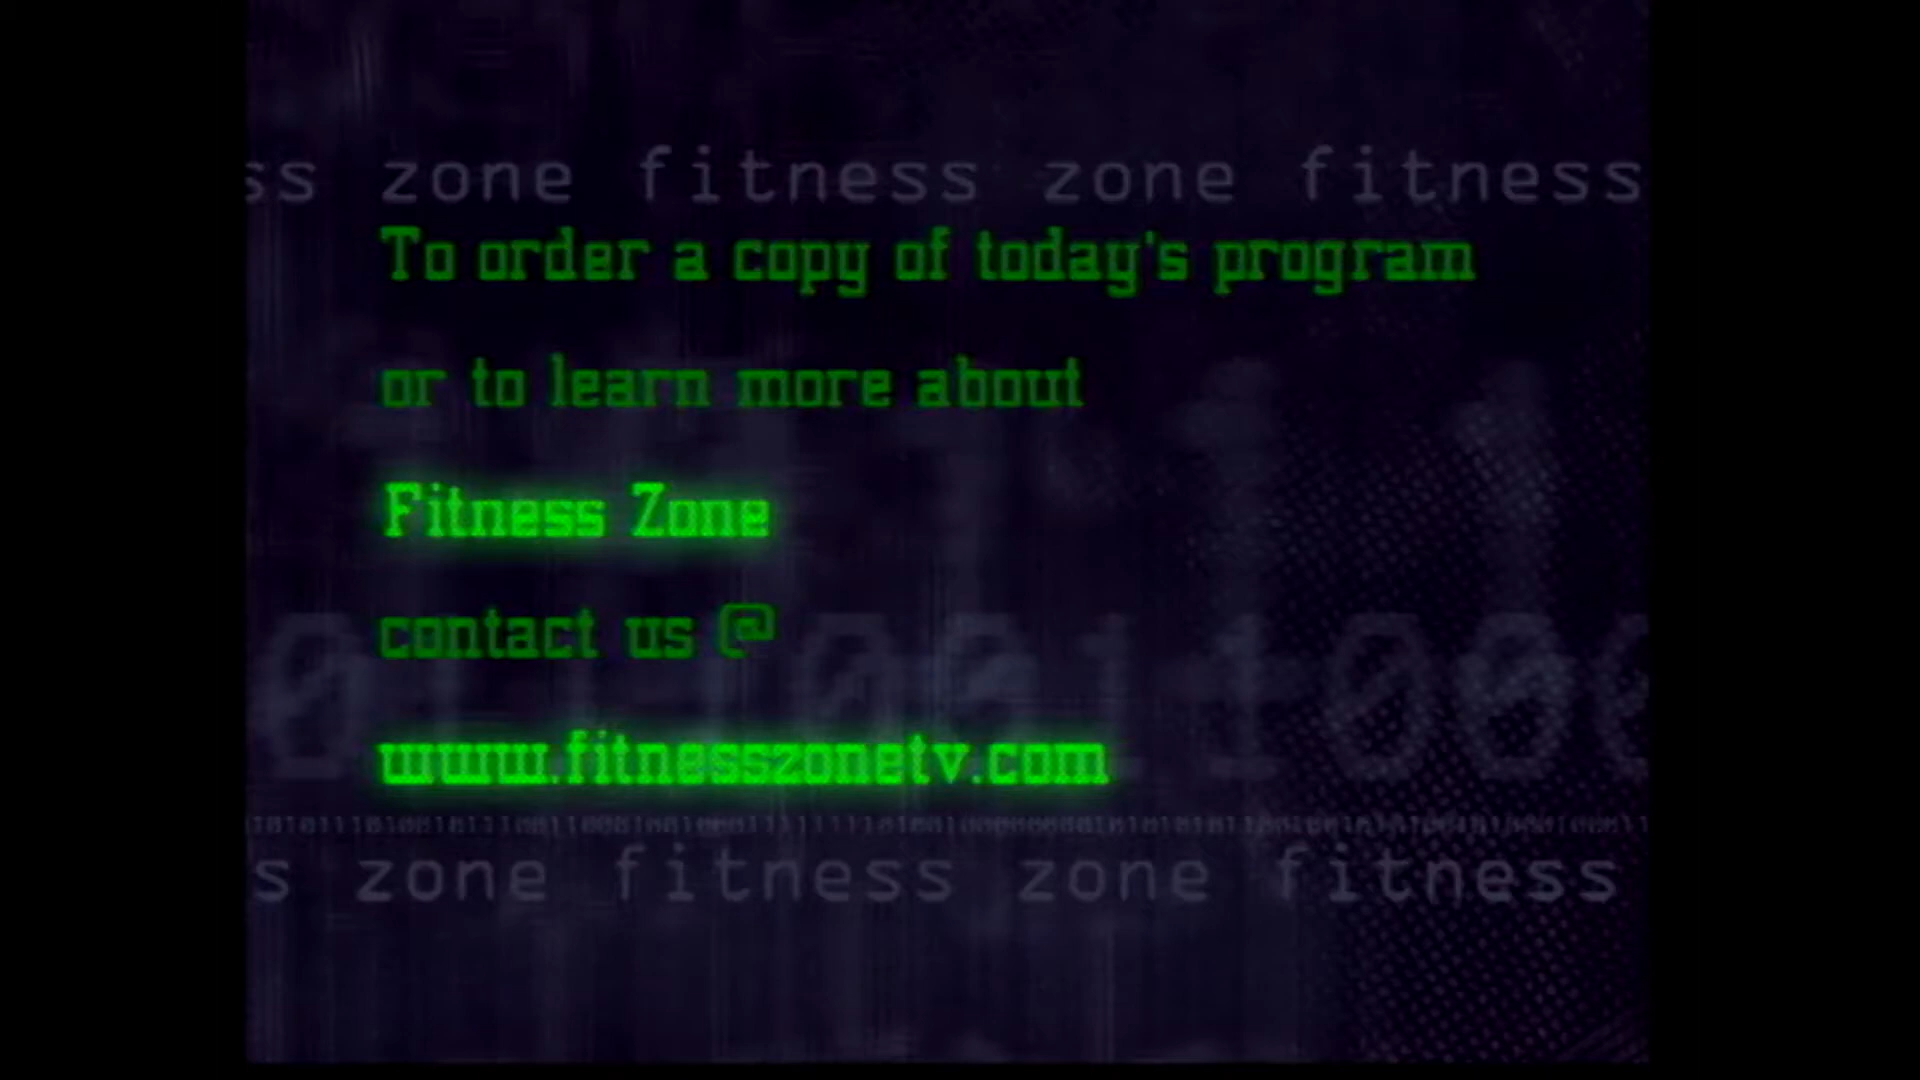 ss zone fitness zone fitness
To order a copy of today's program
or to learn more about
Fitness Zone
contact us @
www.fitnesszonetv.com
s zone fitness zone fitness